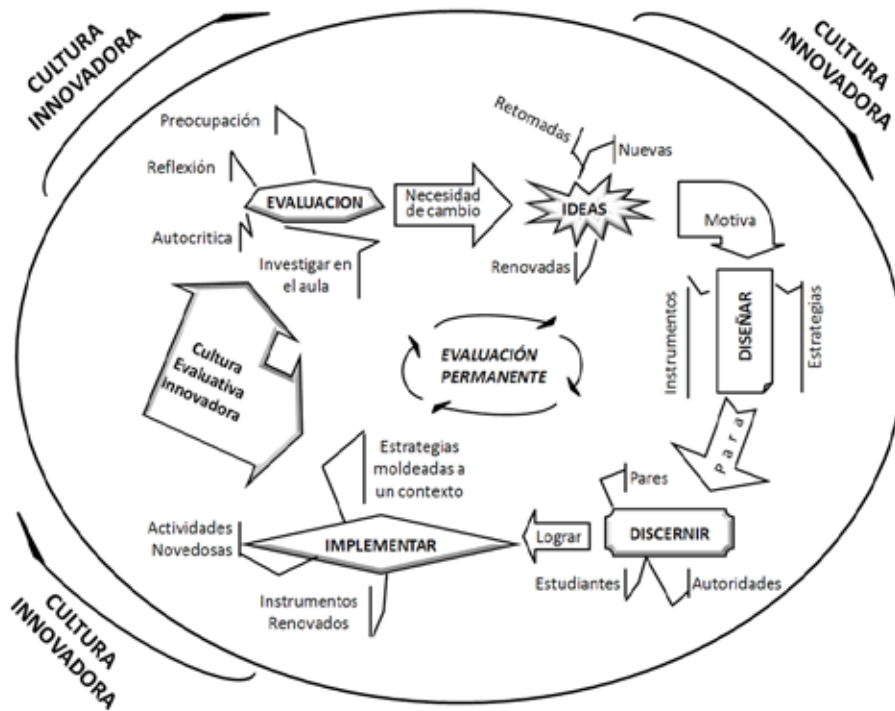 CULTURA
INNOVADORA
CULTURA
INNOVADORA
Preocupación
Reflexión
EVALUACION
Autocritica
Investigar en
el aula
Necesidad
de cambio
Retomadas
Nuevas
IDEAS
Renovadas
Motiva
Instrumentos
DISEÑAR
Estrategias
Cultura
Evaluativa
Innovadora
EVALUACIÓN
PERMANENTE
Para
Pares
DISCERNIR
Estudiantes
Autoridades
Lograr
Estrategias
moldeadas a
un contexto
Actividades
Novedosas
IMPLEMENTAR
Instrumentos
Renovados
CULTURA
INNOVADORA